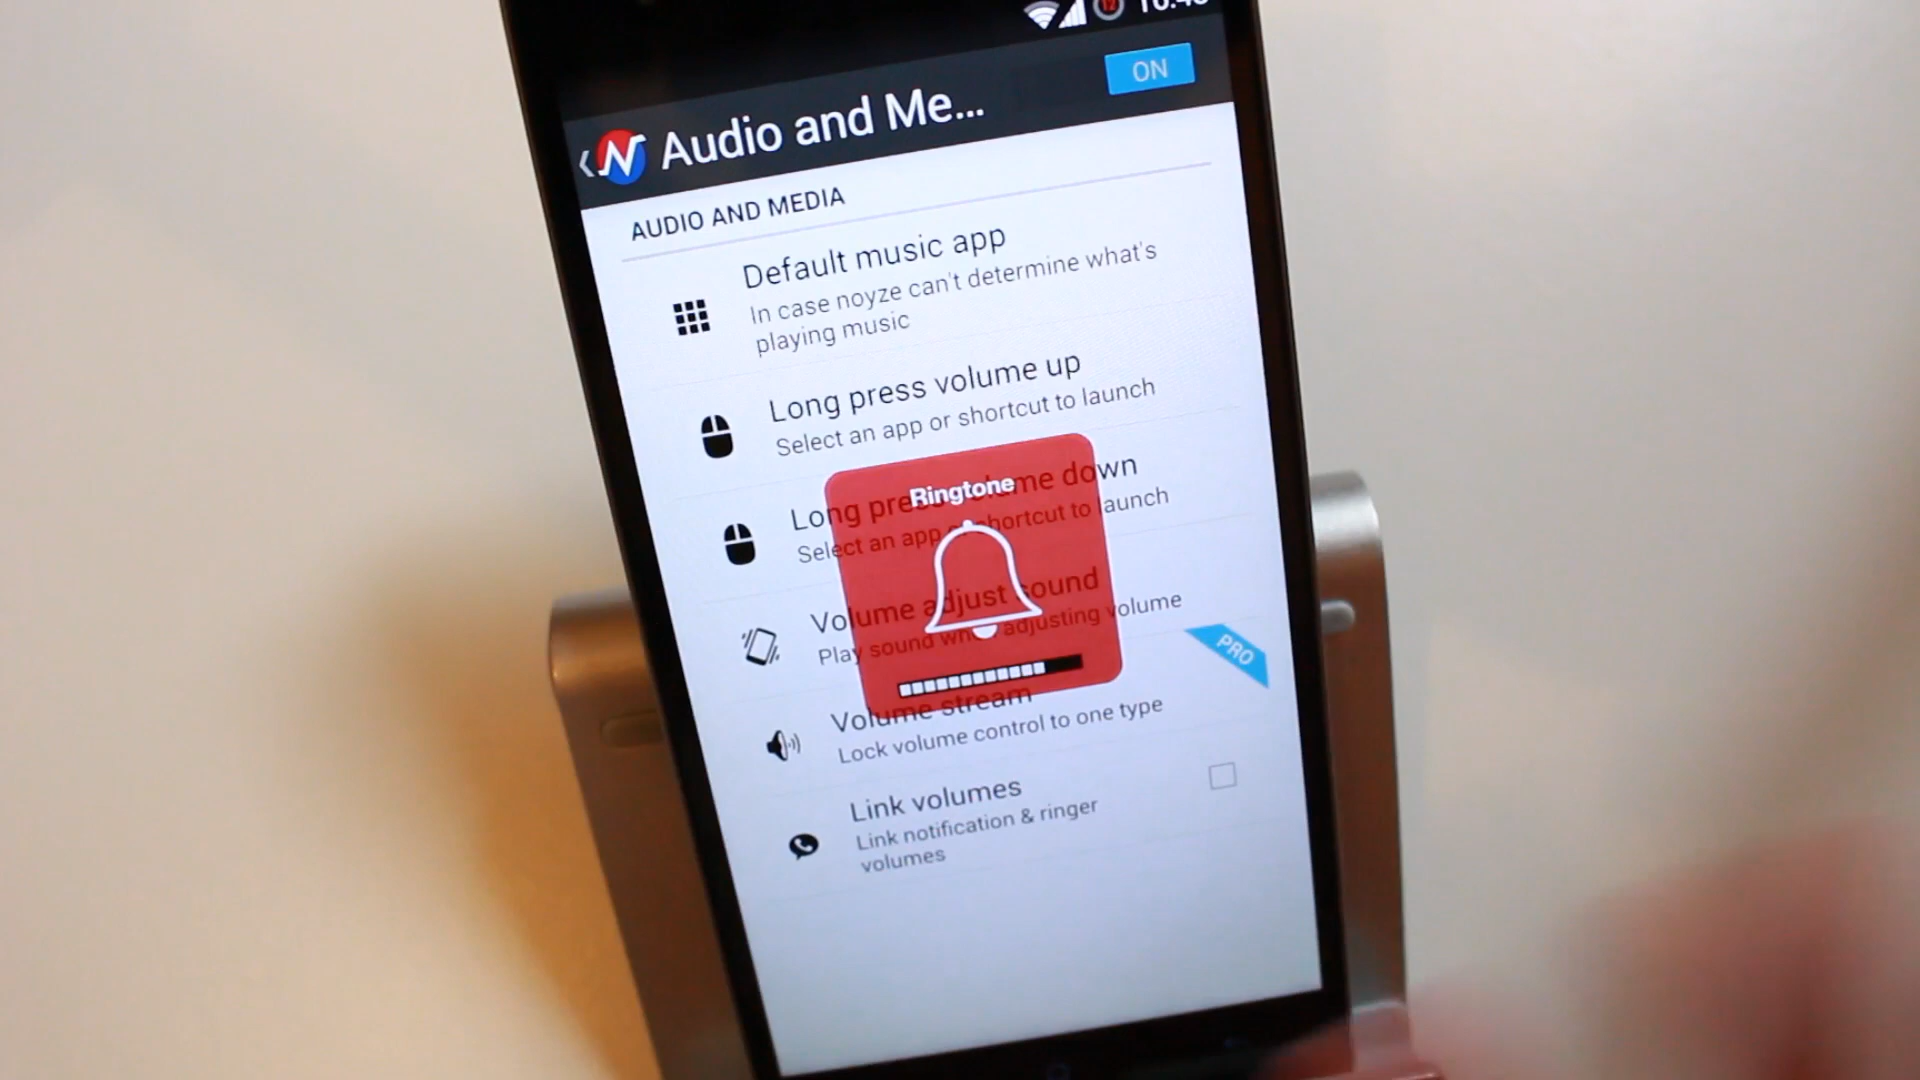 12
ON
Audio and Me...
AUDIO AND MEDIA
Default music app
In case noyze can't determine what's
playing music
Long press volume up
Select an app or shortcut to launch
Long press volume down
Select an app or shortcut to launch
Ringtone
Volume adjust sound
Play sound when adjusting volume
PRO
Volume stream
Lock volume control to one type
Link volumes
Link notification & ringer
volumes